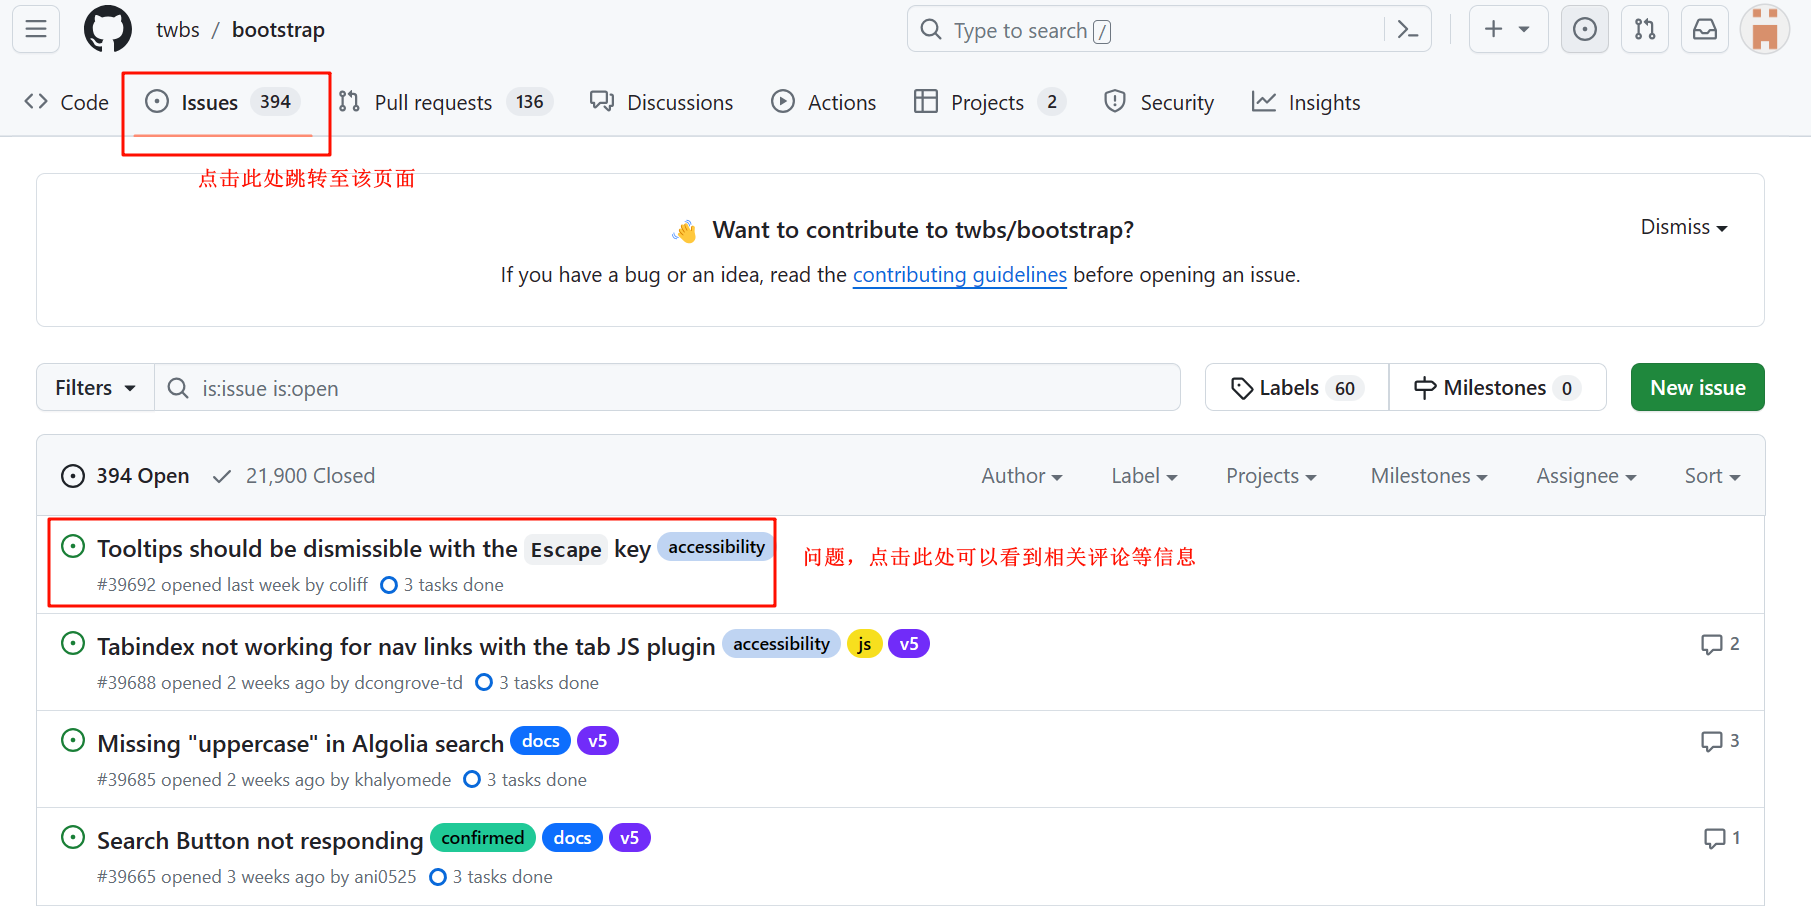 twbs / bootstrap
Type to search /
Code
Issues 394
Pull requests 136
Discussions
Actions
Projects 2
Security
Insights
点击此处跳转至该页面
👋 Want to contribute to twbs/bootstrap?
Dismiss
If you have a bug or an idea, read the contributing guidelines before opening an issue.
Filters
is:issue is:open
Labels 60
Milestones 0
New issue
394 Open
21,900 Closed
Author
Label
Projects
Milestones
Assignee
Sort
Tooltips should be dismissible with the Escape key accessibility
#39692 opened last week by coliff 3 tasks done
问题，点击此处可以看到相关评论等信息
Tabindex not working for nav links with the tab JS plugin accessibility js v5
2
#39688 opened 2 weeks ago by dcongrove-td 3 tasks done
Missing "uppercase" in Algolia search docs v5
3
#39685 opened 2 weeks ago by khalyomede 3 tasks done
Search Button not responding confirmed docs v5
1
#39665 opened 3 weeks ago by ani0525 3 tasks done